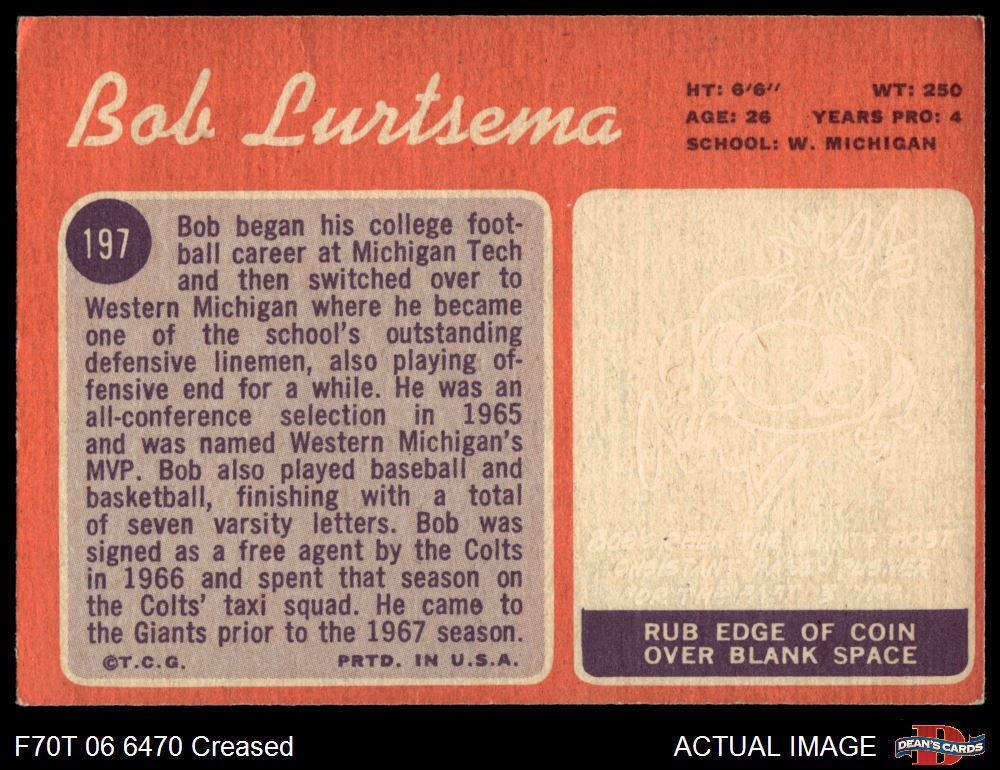 Bob Lurtsema
HT: 6'6" WT: 250
AGE: 26 YEARS PRO: 4
SCHOOL: W. MICHIGAN
197
Bob began his college foot-
ball career at Michigan Tech
and then switched over to
Western Michigan where he became
one of the school's outstanding
defensive linemen, also playing of-
fensive end for a while. He was an
all-conference selection in 1965
and was named Western Michigan's
MVP. Bob also played baseball and
basketball, finishing with a total
of seven varsity letters. Bob was
signed as a free agent by the Colts
in 1966 and spent that season on
the Colts' taxi squad. He came to
the Giants prior to the 1967 season.
©T.C.G. PRTD. IN U.S.A.
RUB EDGE OF COIN
OVER BLANK SPACE
F70T 06 6470 Creased
ACTUAL IMAGE
DEAN'S CARDS